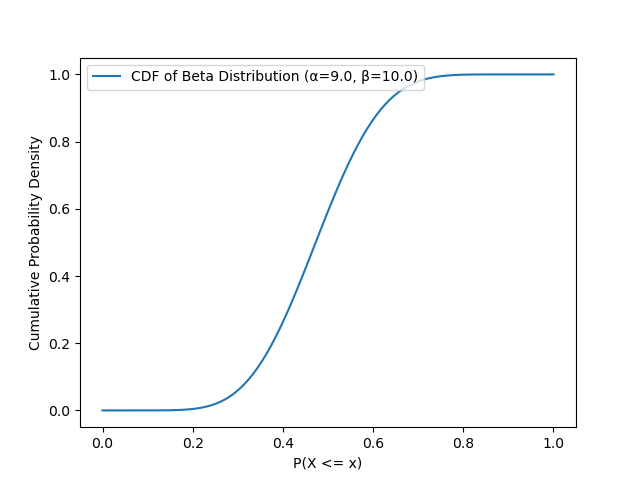 CDF of Beta Distribution (α=9.0, β=10.0)
Cumulative Probability Density
1.0
0.8
0.6
0.4
0.2
0.0
0.0 0.2 0.4 0.6 0.8 1.0
P(X <= x)